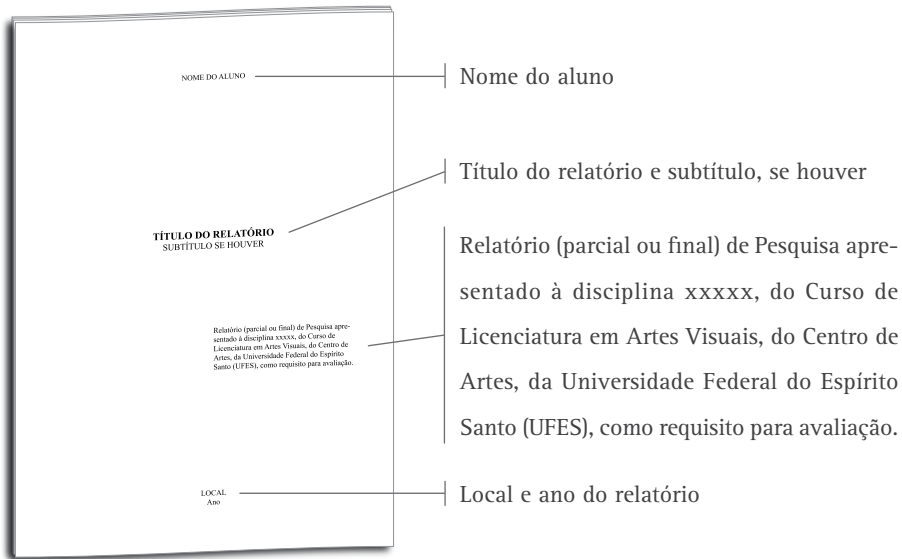 NOME DO ALUNO
Nome do aluno
Título do relatório e subtítulo, se houver
TÍTULO DO RELATÓRIO
SUBTÍTULO SE HOUVER
Relatório (parcial ou final) de Pesquisa apre-
sentado à disciplina xxxxx, do Curso de
Licenciatura em Artes Visuais, do Centro de
Artes, da Universidade Federal do Espírito
Santo (UFES), como requisito para avaliação.
Relatório (parcial ou final) de Pesquisa apre-
sentado à disciplina xxxxx, do Curso de
Licenciatura em Artes Visuais, do Centro de
Artes, da Universidade Federal do Espírito
Santo (UFES), como requisito para avaliação.
LOCAL
Ano
Local e ano do relatório